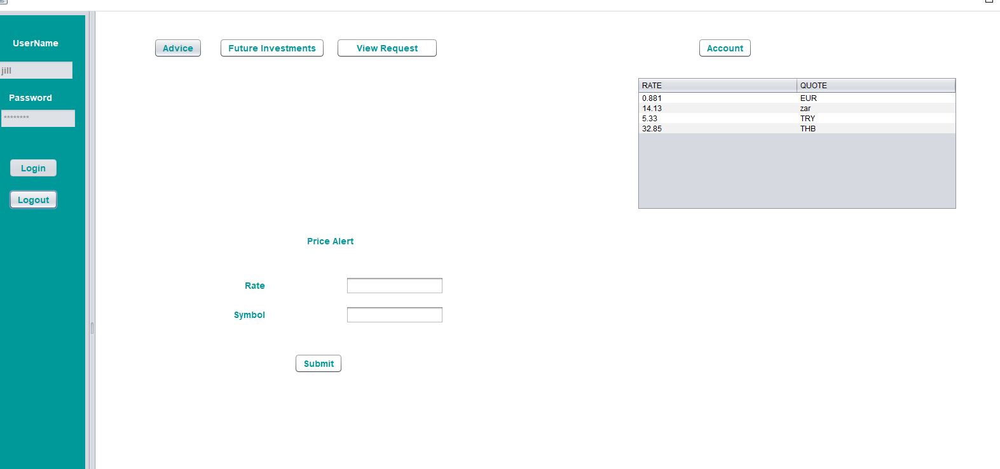 UserName
jill
Password
********
Login
Logout
Advice
Future Investments
View Request
Account
RATE QUOTE
0.881 EUR
14.13 zar
5.33 TRY
32.85 THB
Price Alert
Rate
Symbol
Submit